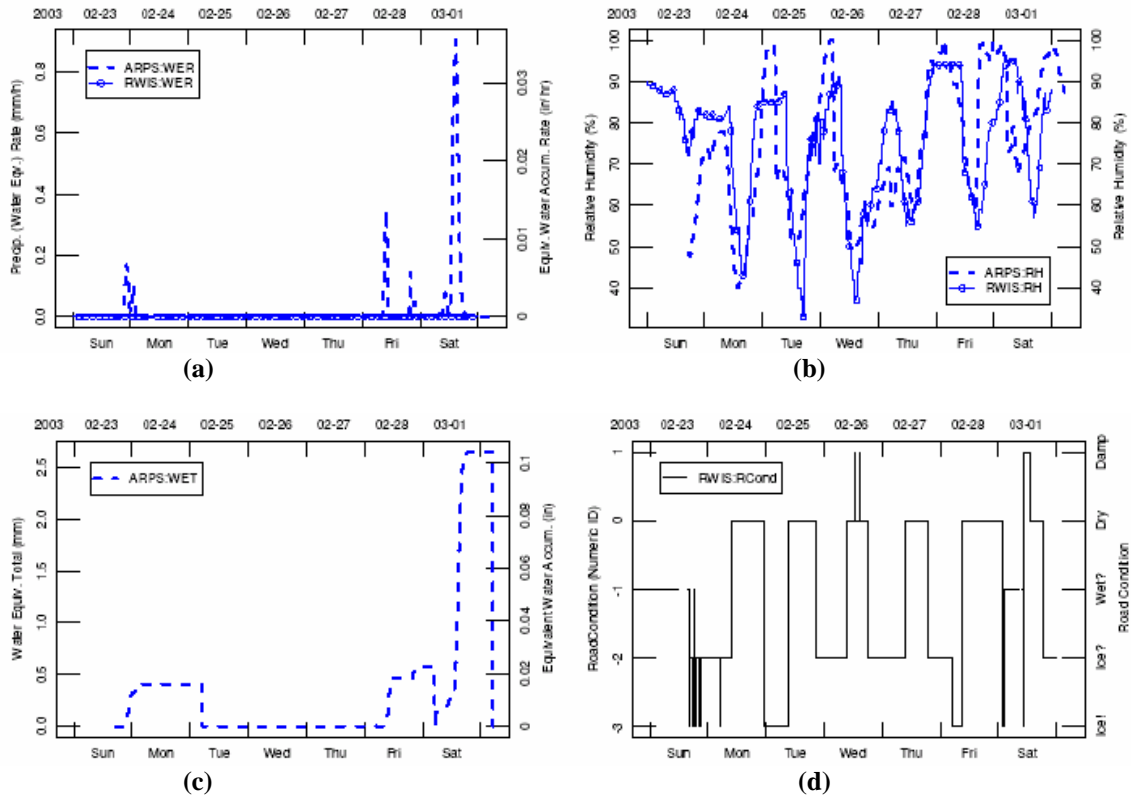 2003 02-23 02-24 02-25 02-26 02-27 02-28 03-01
Precip. (Water Eqv.) Rate (mm/h)
0.8
0.6
0.4
0.2
0.0
ARPS:WER
RWIS:WER
0.03
0.02
0.01
0
Equiv. Water Accum. Rate (in/hr)
Sun Mon Tue Wed Thu Fri Sat
(a)
2003 02-23 02-24 02-25 02-26 02-27 02-28 03-01
Relative Humidity (%)
100
90
80
70
60
50
40
ARPS:RH
RWIS:RH
100
90
80
70
60
50
40
Relative Humidity (%)
Sun Mon Tue Wed Thu Fri Sat
(b)
2003 02-23 02-24 02-25 02-26 02-27 02-28 03-01
Water Equiv. Total (mm)
2.5
2.0
1.5
1.0
0.5
0.0
ARPS:WET
0.1
0.08
0.06
0.04
0.02
0
Equivalent Water Accum. (in)
Sun Mon Tue Wed Thu Fri Sat
(c)
2003 02-23 02-24 02-25 02-26 02-27 02-28 03-01
RoadCondition (Numeric ID)
1
0
-1
-2
-3
RWIS:RCond
Damp
Dry
Wet?
Ice?
Ice!
Road Condition
Sun Mon Tue Wed Thu Fri Sat
(d)